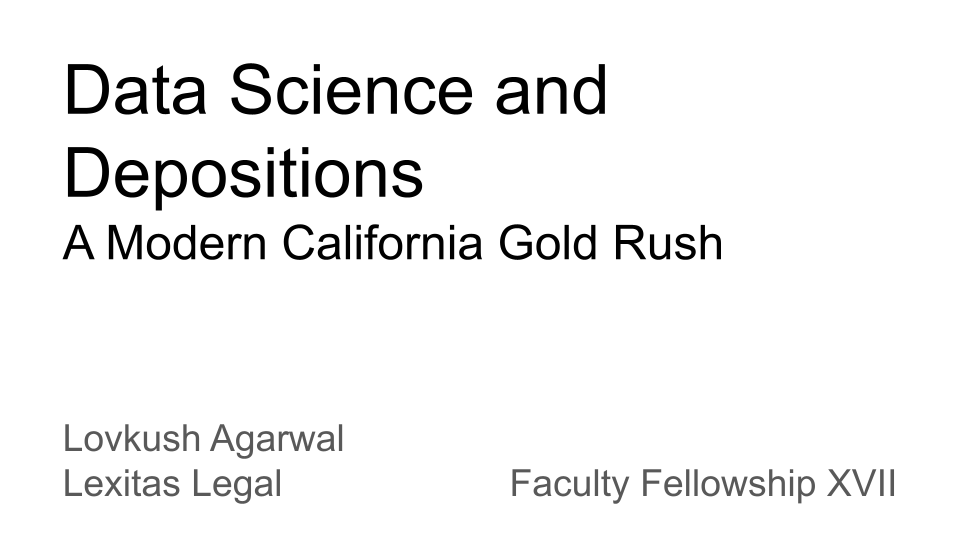 Data Science and
Depositions
A Modern California Gold Rush
Lovkush Agarwal
Lexitas Legal
Faculty Fellowship XVII